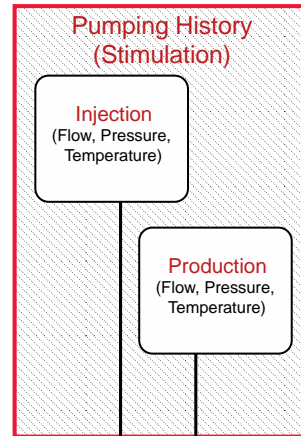 Pumping History
(Stimulation)
Injection
(Flow, Pressure,
Temperature)
Production
(Flow, Pressure,
Temperature)